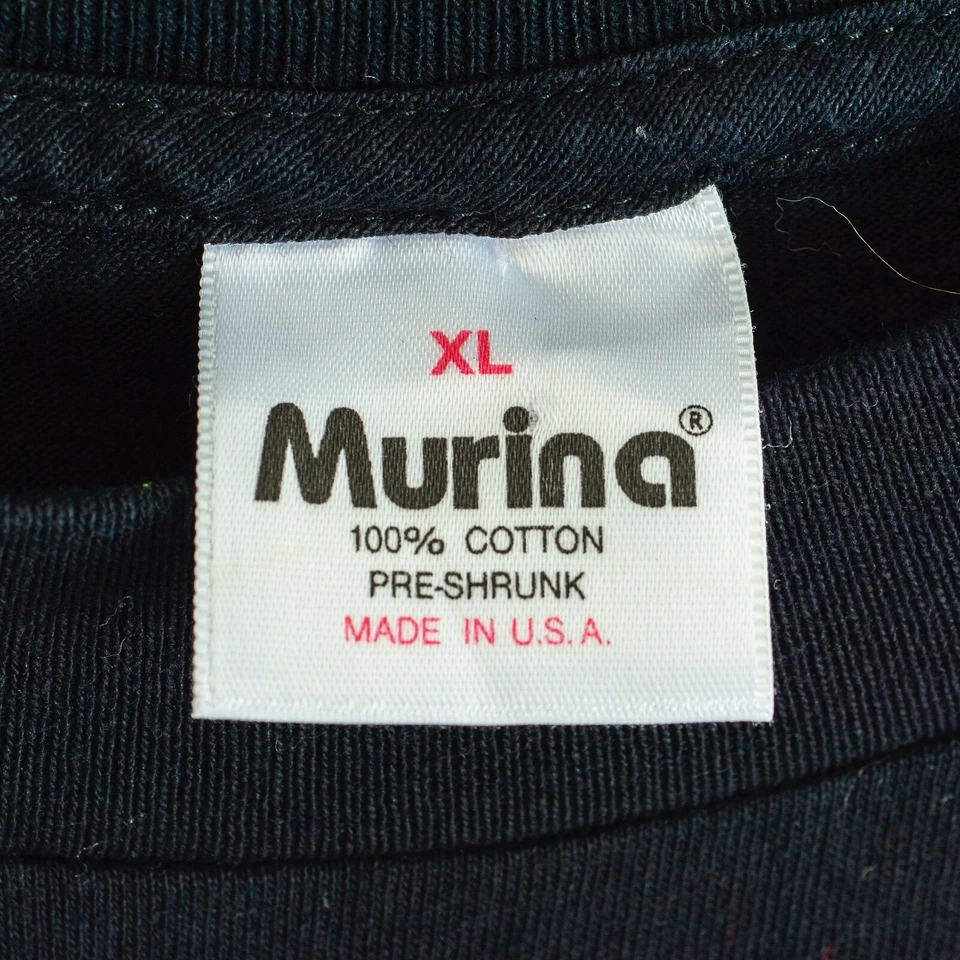 XL
Murina®
100% COTTON
PRE-SHRUNK
MADE IN U.S.A.